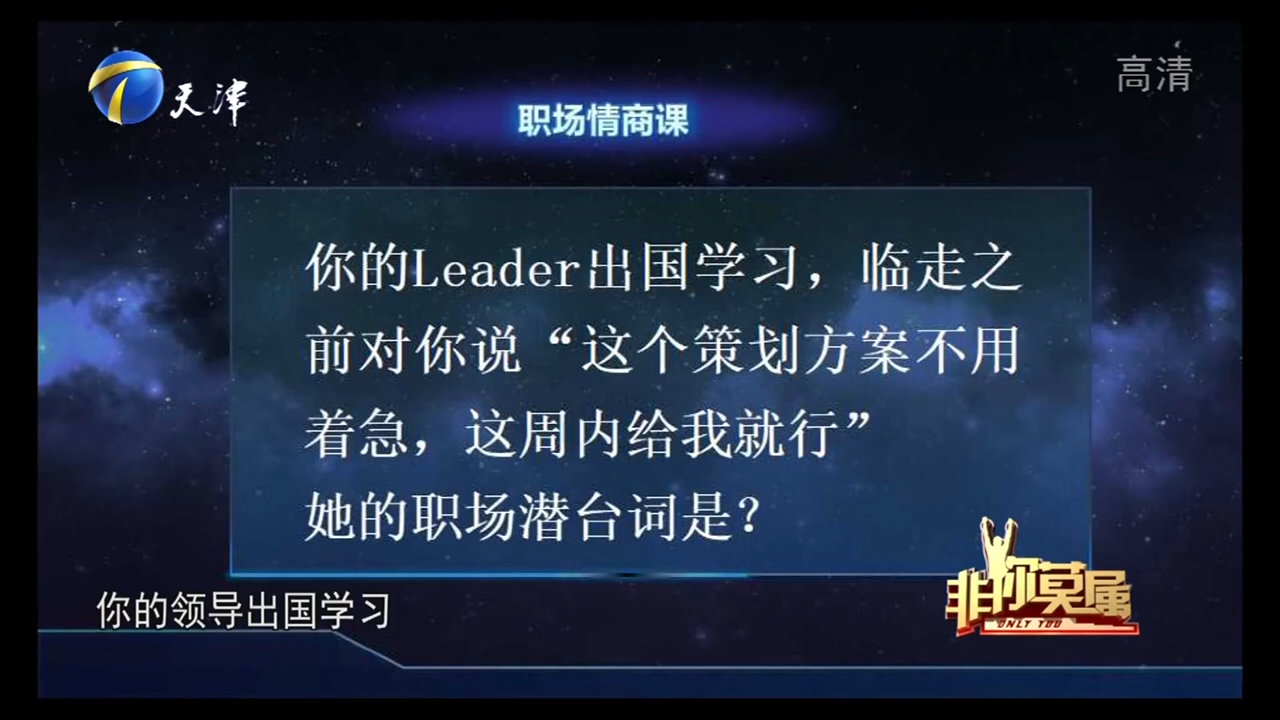 天津
高清
职场情商课
你的Leader出国学习，临走之
前对你说“这个策划方案不用
着急，这周内给我就行”
她的职场潜台词是？
非你莫属
ONLY YOU
你的领导出国学习